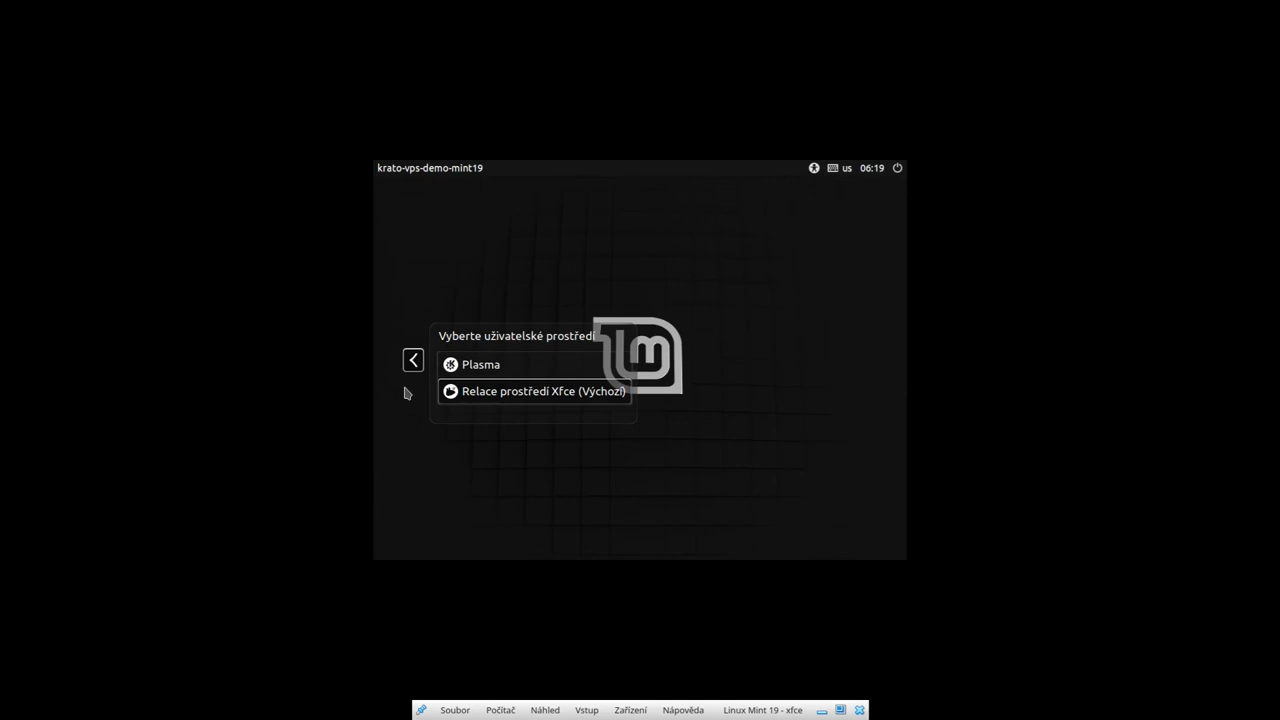 krato-vps-demo-mint19 us 06:19
Vyberte uživatelské prostředí
Plasma
Relace prostředí Xfce (Výchozí)
Soubor Počítač Náhled Vstup Zařízení Nápověda Linux Mint 19 - xfce